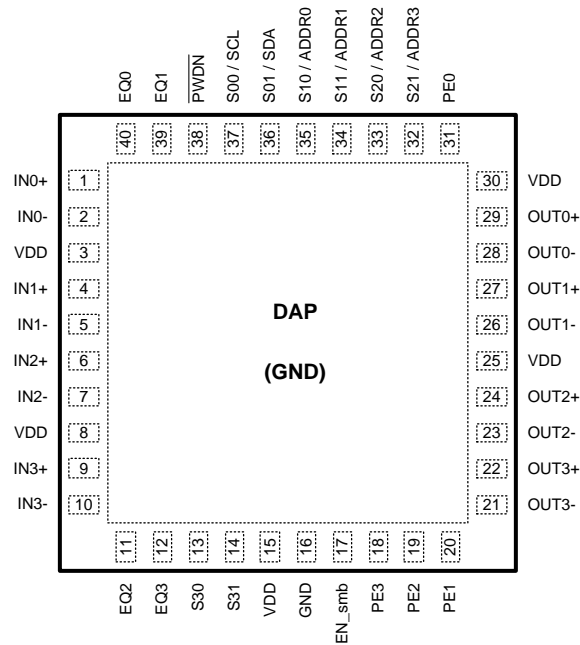 EQ0
EQ1
PWDN
S00 / SCL
S01 / SDA
S10 / ADDR0
S11 / ADDR1
S20 / ADDR2
S21 / ADDR3
PE0
40
39
38
37
36
35
34
33
32
31
IN0+ 1
IN0- 2
VDD 3
IN1+ 4
IN1- 5
IN2+ 6
IN2- 7
VDD 8
IN3+ 9
IN3- 10
DAP
(GND)
30 VDD
29 OUT0+
28 OUT0-
27 OUT1+
26 OUT1-
25 VDD
24 OUT2+
23 OUT2-
22 OUT3+
21 OUT3-
11
12
13
14
15
16
17
18
19
20
EQ2
EQ3
S30
S31
VDD
GND
EN_smb
PE3
PE2
PE1